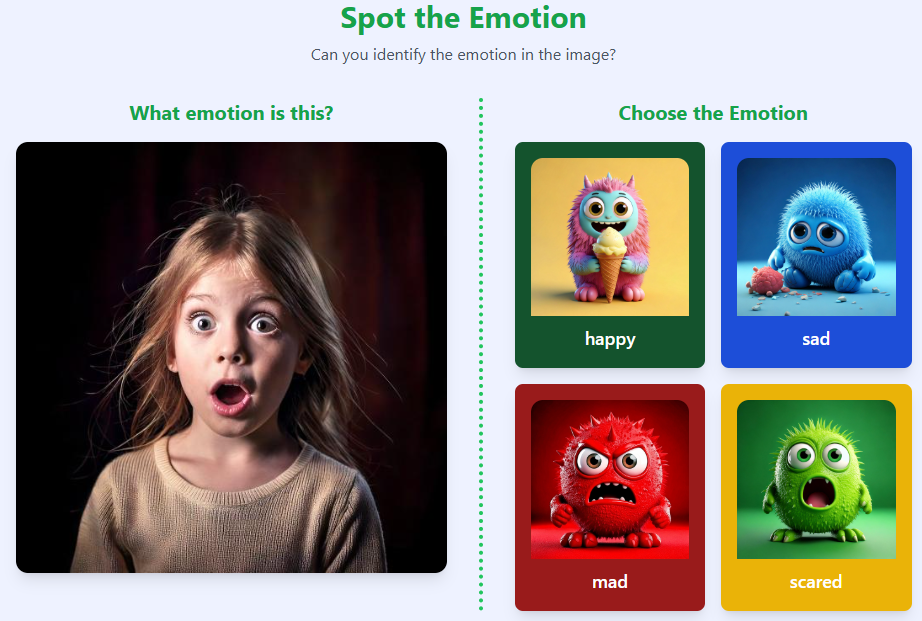 Spot the Emotion
Can you identify the emotion in the image?
What emotion is this?
Choose the Emotion
happy
sad
mad
scared